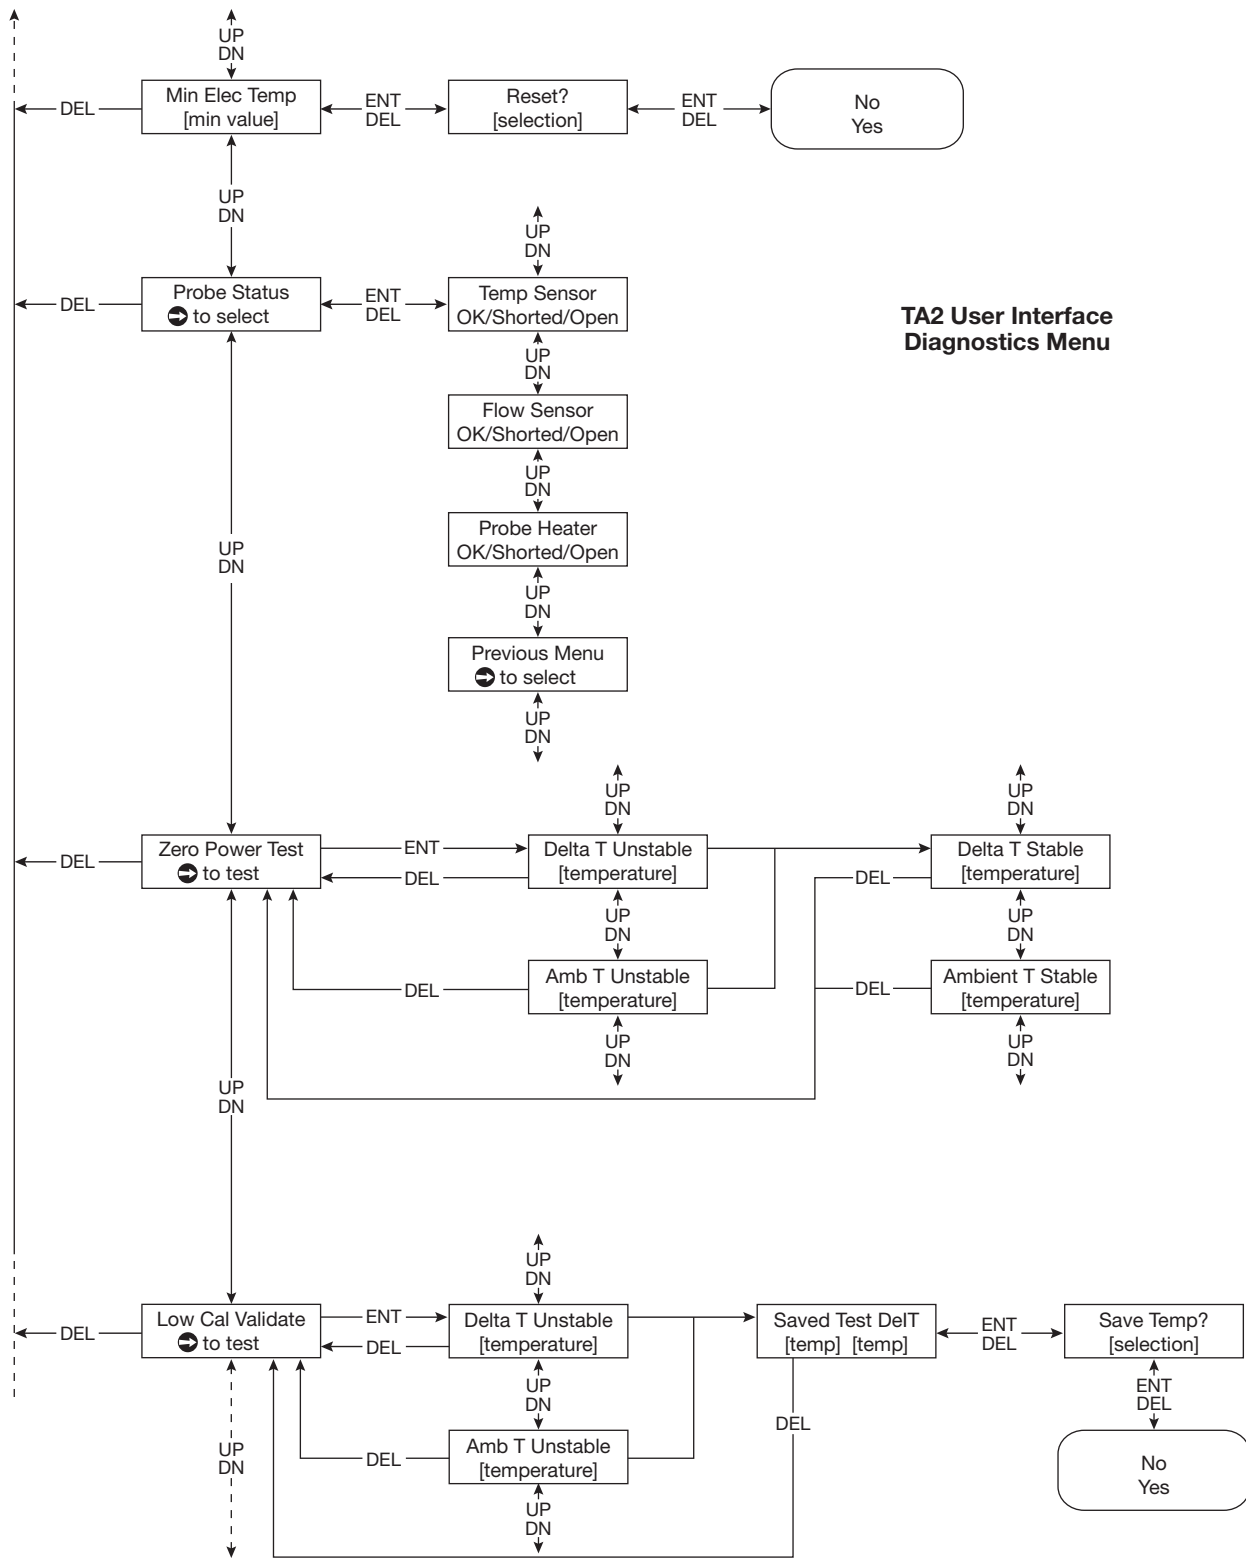 UP
DN
DEL
Min Elec Temp
[min value]
ENT
DEL
Reset?
[selection]
ENT
DEL
No
Yes
UP
DN
UP
DN
DEL
Probe Status
to select
ENT
DEL
Temp Sensor
OK/Shorted/Open
TA2 User Interface
Diagnostics Menu
UP
DN
Flow Sensor
OK/Shorted/Open
UP
DN
UP
DN
Probe Heater
OK/Shorted/Open
UP
DN
Previous Menu
to select
UP
DN
UP
DN
UP
DN
DEL
Zero Power Test
to test
ENT
DEL
Delta T Unstable
[temperature]
DEL
Delta T Stable
[temperature]
UP
DN
UP
DN
DEL
Amb T Unstable
[temperature]
DEL
Ambient T Stable
[temperature]
UP
DN
UP
DN
UP
DN
UP
DN
DEL
Low Cal Validate
to test
ENT
DEL
Delta T Unstable
[temperature]
Saved Test DelT
[temp] [temp]
ENT
DEL
Save Temp?
[selection]
UP
DN
ENT
DEL
DEL
UP
DN
DEL
Amb T Unstable
[temperature]
No
Yes
UP
DN